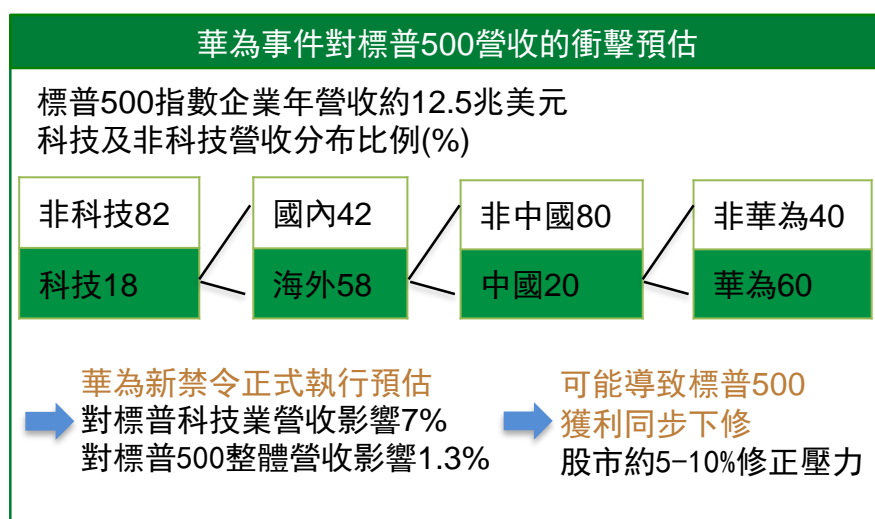 華為事件對標普500營收的衝擊預估
標普500指數企業年營收約12.5兆美元
科技及非科技營收分布比例(%)
非科技82
科技18
國內42
海外58
非中國80
中國20
非華為40
華為60
華為新禁令正式執行預估
對標普科技業營收影響7%
對標普500整體營收影響1.3%
可能導致標普500
獲利同步下修
股市約5-10%修正壓力